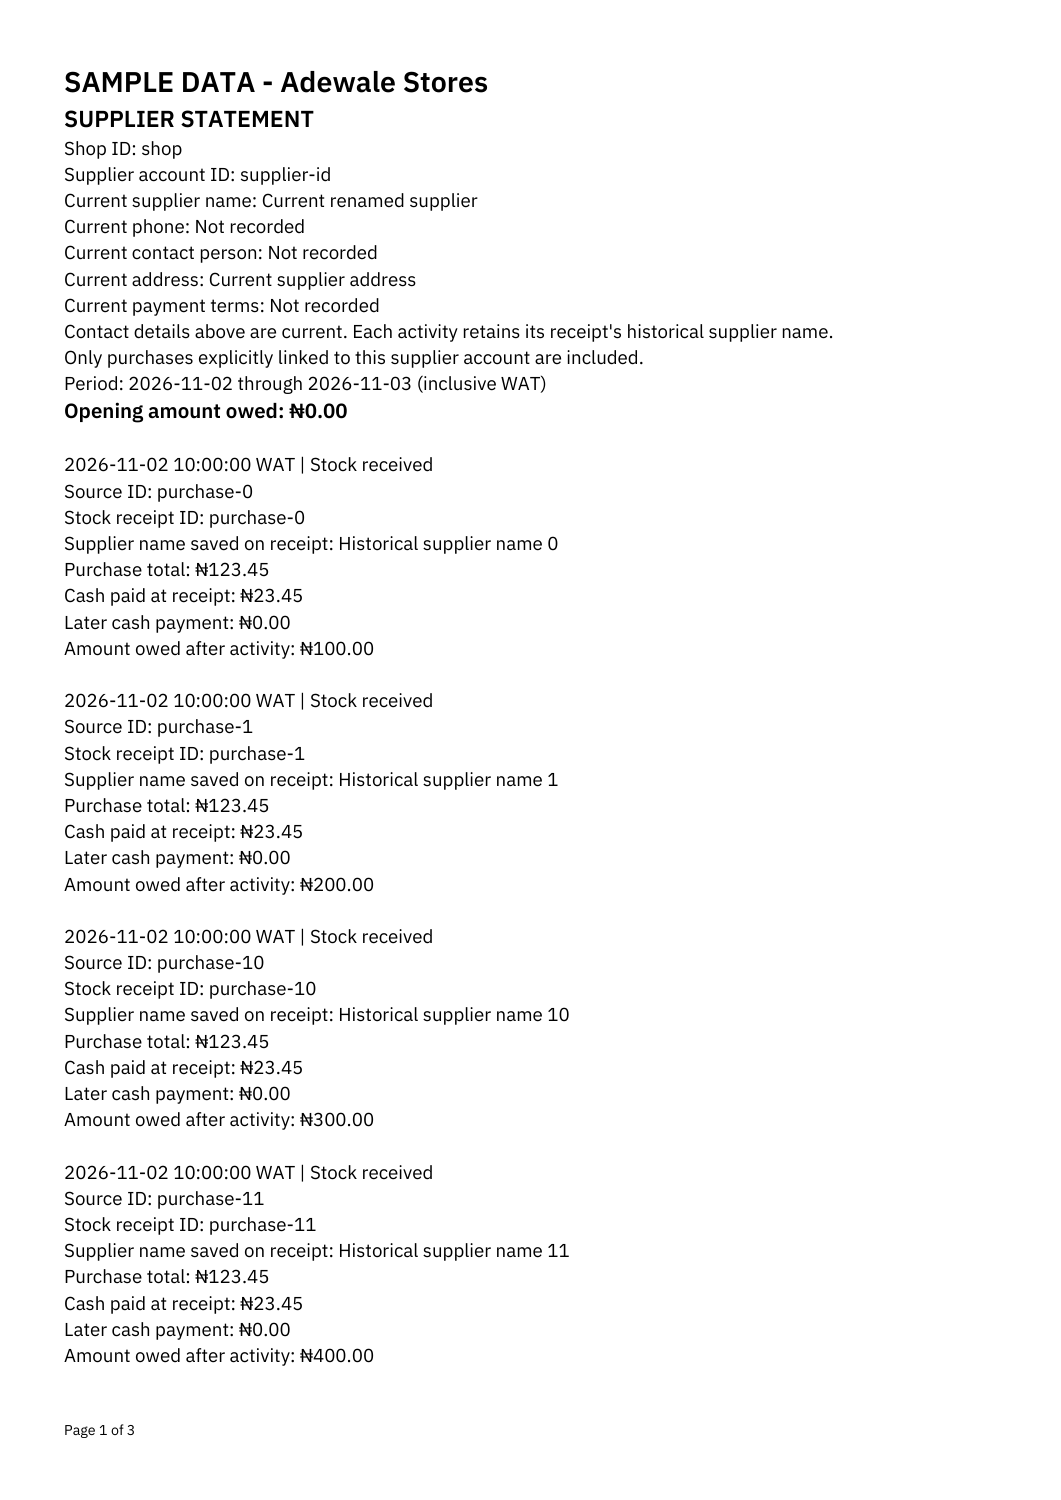 SAMPLE DATA - Adewale Stores
SUPPLIER STATEMENT
Shop ID: shop
Supplier account ID: supplier-id
Current supplier name: Current renamed supplier
Current phone: Not recorded
Current contact person: Not recorded
Current address: Current supplier address
Current payment terms: Not recorded
Contact details above are current. Each activity retains its receipt's historical supplier name.
Only purchases explicitly linked to this supplier account are included.
Period: 2026-11-02 through 2026-11-03 (inclusive WAT)
Opening amount owed: ₦0.00
2026-11-02 10:00:00 WAT | Stock received
Source ID: purchase-0
Stock receipt ID: purchase-0
Supplier name saved on receipt: Historical supplier name 0
Purchase total: ₦123.45
Cash paid at receipt: ₦23.45
Later cash payment: ₦0.00
Amount owed after activity: ₦100.00
2026-11-02 10:00:00 WAT | Stock received
Source ID: purchase-1
Stock receipt ID: purchase-1
Supplier name saved on receipt: Historical supplier name 1
Purchase total: ₦123.45
Cash paid at receipt: ₦23.45
Later cash payment: ₦0.00
Amount owed after activity: ₦200.00
2026-11-02 10:00:00 WAT | Stock received
Source ID: purchase-10
Stock receipt ID: purchase-10
Supplier name saved on receipt: Historical supplier name 10
Purchase total: ₦123.45
Cash paid at receipt: ₦23.45
Later cash payment: ₦0.00
Amount owed after activity: ₦300.00
2026-11-02 10:00:00 WAT | Stock received
Source ID: purchase-11
Stock receipt ID: purchase-11
Supplier name saved on receipt: Historical supplier name 11
Purchase total: ₦123.45
Cash paid at receipt: ₦23.45
Later cash payment: ₦0.00
Amount owed after activity: ₦400.00
Page 1 of 3